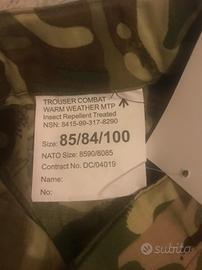 TROUSER COMBAT
WARM WEATHER MTP
Insect Repellent Treated
NSN: 8415-99-317-8290
Size: 85/84/100
NATO Size: 8590/8085
Contract No. DC/04019
Name:
No:
subito